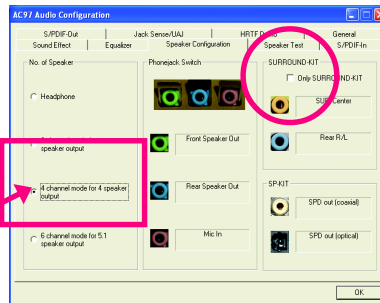 AC97 Audio Configuration
S/PDIF-Out
Jack Sense/UAJ
HRTF
General
Sound Effect
Equalizer
Speaker Configuration
Speaker Test
S/PDIF-In
No. of Speaker
Headphone
speaker output
4 channel mode for 4 speaker
output
6 channel mode for 5.1
speaker output
Phonejack Switch
Front Speaker Out
Rear Speaker Out
Mic In
SURROUND-KIT
Only SURROUND-KIT
Center
Rear R/L
SP-KIT
SPD out (coaxial)
SPD out (optical)
OK